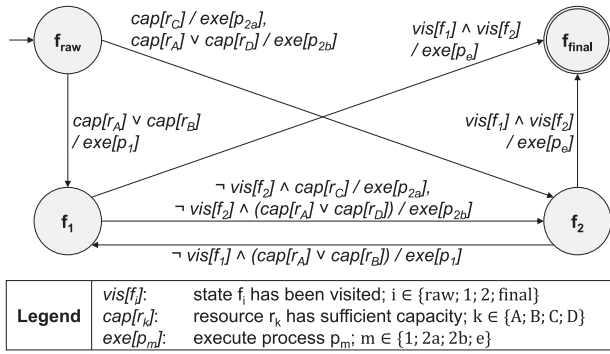 f_raw
cap[r_C] / exe[p_2a],
cap[r_A] ∨ cap[r_D] / exe[p_2b]
vis[f_1] ∧ vis[f_2]
/ exe[p_e]
f_final
cap[r_A] ∨ cap[r_B]
/ exe[p_1]
vis[f_1] ∧ vis[f_2]
/ exe[p_e]
f_1
¬ vis[f_2] ∧ cap[r_C] / exe[p_2a],
¬ vis[f_2] ∧ (cap[r_A] ∨ cap[r_D]) / exe[p_2b]
f_2
¬ vis[f_1] ∧ (cap[r_A] ∨ cap[r_B]) / exe[p_1]
Legend
vis[f_i]: state f_i has been visited; i ∈ {raw; 1; 2; final}
cap[r_k]: resource r_k has sufficient capacity; k ∈ {A; B; C; D}
exe[p_m]: execute process p_m; m ∈ {1; 2a; 2b; e}